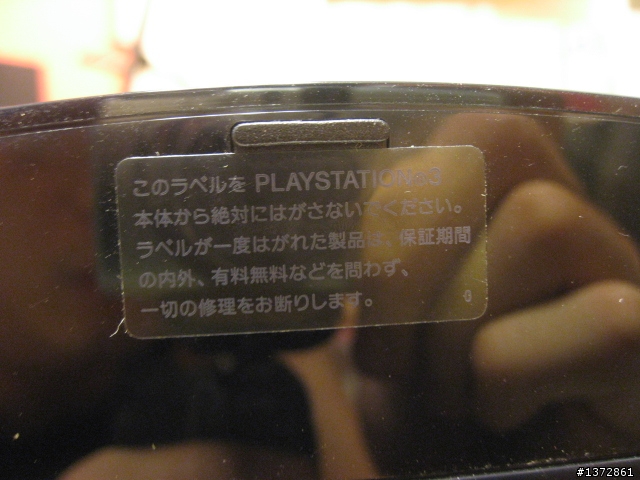 このラベルを PLAYSTATION®3
本体から絶対にはがさないでください。
ラベルが一度はがれた製品は、保証期間
の内外、有料無料などを問わず、
一切の修理をお断りします。
G
#1372861